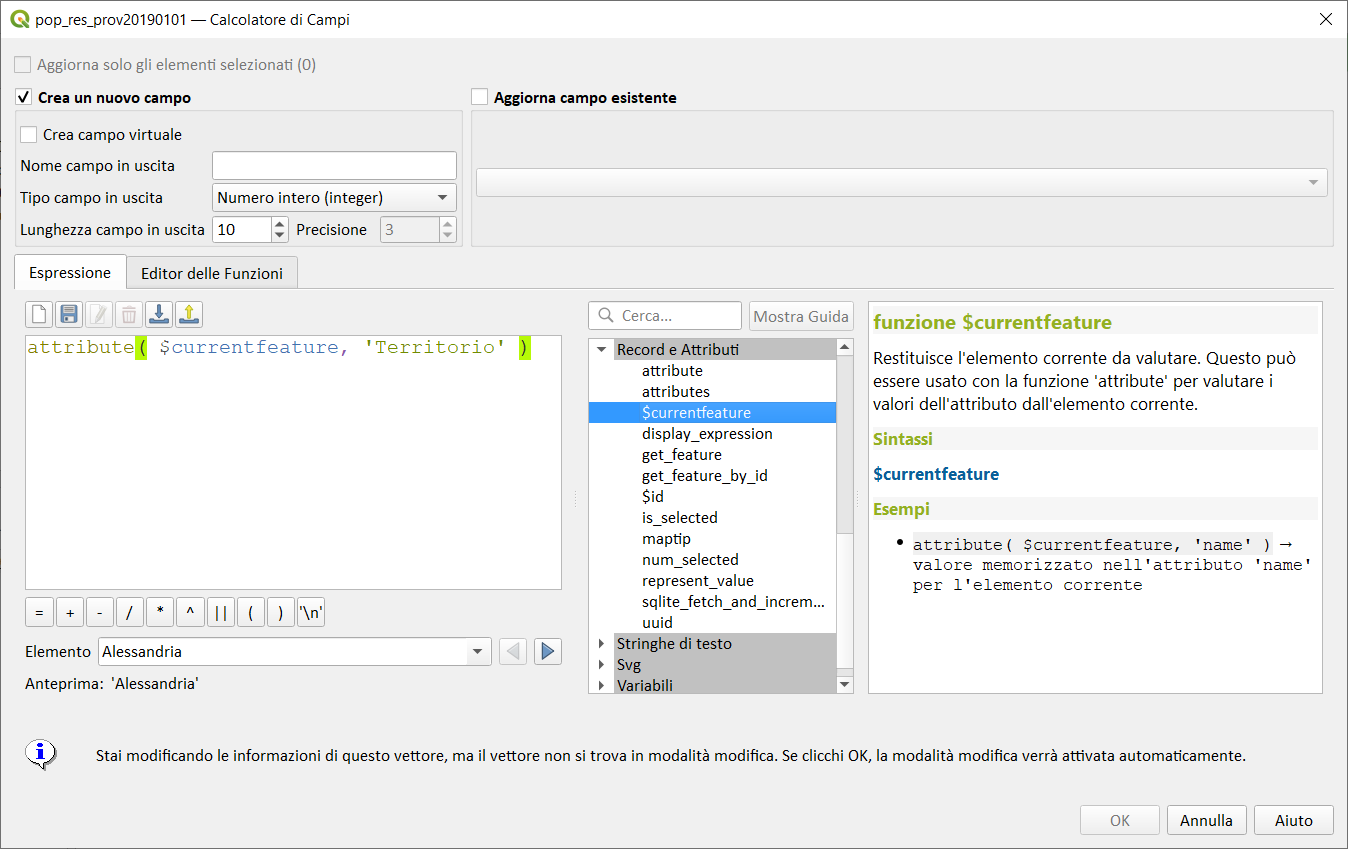 pop_res_prov20190101 — Calcolatore di Campi
Aggiorna solo gli elementi selezionati (0)
Crea un nuovo campo
Aggiorna campo esistente
Crea campo virtuale
Nome campo in uscita
Tipo campo in uscita
Numero intero (integer)
Lunghezza campo in uscita
10
Precisione
3
Espressione
Editor delle Funzioni
attribute( $currentfeature, 'Territorio' )
=
+
-
/
*
^
||
(
)
'\n'
Elemento
Alessandria
Anteprima: 'Alessandria'
Cerca...
Mostra Guida
Record e Attributi
attribute
attributes
$currentfeature
display_expression
get_feature
get_feature_by_id
$id
is_selected
maptip
num_selected
represent_value
sqlite_fetch_and_increm...
uuid
Stringhe di testo
Svg
Variabili
funzione $currentfeature
Restituisce l'elemento corrente da valutare. Questo può
essere usato con la funzione 'attribute' per valutare i
valori dell'attributo dall'elemento corrente.
Sintassi
$currentfeature
Esempi
• attribute( $currentfeature, 'name' ) →
valore memorizzato nell'attributo 'name'
per l'elemento corrente
Stai modificando le informazioni di questo vettore, ma il vettore non si trova in modalità modifica. Se clicchi OK, la modalità modifica verrà attivata automaticamente.
OK
Annulla
Aiuto